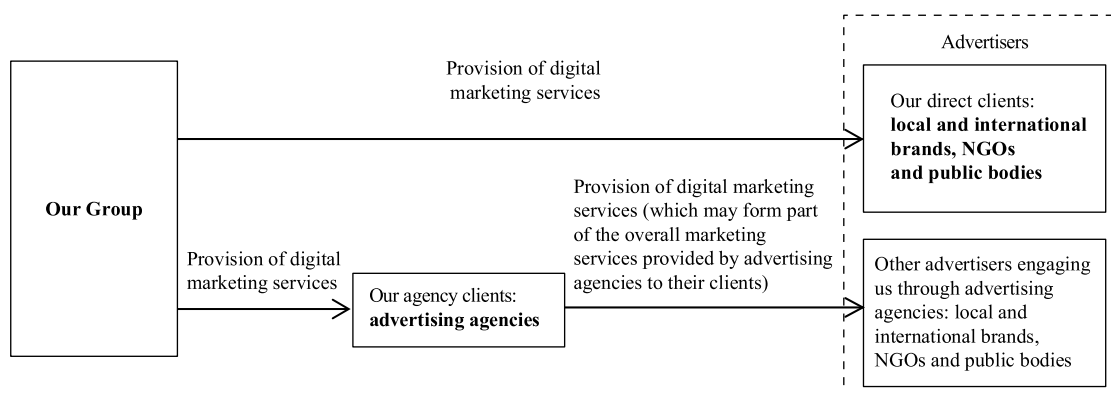 Advertisers
Provision of digital
marketing services
Our direct clients:
local and international
brands, NGOs
and public bodies
Our Group
Provision of digital marketing
services (which may form part
of the overall marketing
services provided by advertising
agencies to their clients)
Provision of digital
marketing services
Our agency clients:
advertising agencies
Other advertisers engaging
us through advertising
agencies: local and
international brands,
NGOs and public bodies